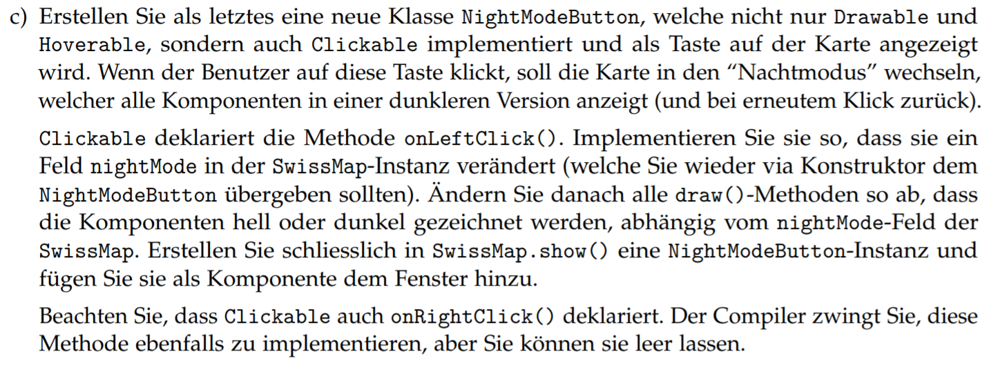 c) Erstellen Sie als letztes eine neue Klasse NightModeButton, welche nicht nur Drawable und
Hoverable, sondern auch Clickable implementiert und als Taste auf der Karte angezeigt
wird. Wenn der Benutzer auf diese Taste klickt, soll die Karte in den “Nachtmodus” wechseln,
welcher alle Komponenten in einer dunkleren Version anzeigt (und bei erneutem Klick zurück).
Clickable deklariert die Methode onLeftClick(). Implementieren Sie sie so, dass sie ein
Feld nightMode in der SwissMap-Instanz verändert (welche Sie wieder via Konstruktor dem
NightModeButton übergeben sollten). Ändern Sie danach alle draw()-Methoden so ab, dass
die Komponenten hell oder dunkel gezeichnet werden, abhängig vom nightMode-Feld der
SwissMap. Erstellen Sie schliesslich in SwissMap.show() eine NightModeButton-Instanz und
fügen Sie sie als Komponente dem Fenster hinzu.
Beachten Sie, dass Clickable auch onRightClick() deklariert. Der Compiler zwingt Sie, diese
Methode ebenfalls zu implementieren, aber Sie können sie leer lassen.